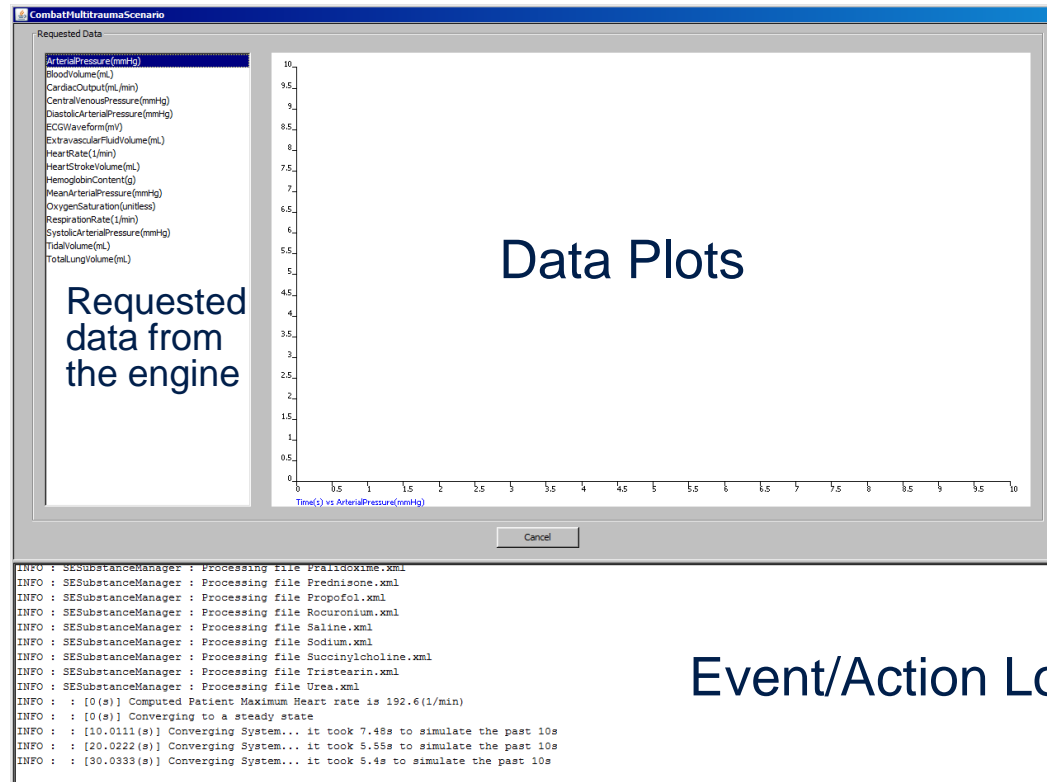 CombatMultitraumaScenario
Requested Data
ArterialPressure(mmHg)
BloodVolume(mL)
CardiacOutput(mL/min)
CentralVenousPressure(mmHg)
DiastolicArterialPressure(mmHg)
ECGWaveform(mV)
ExtravascularFluidVolume(mL)
HeartRate(1/min)
HeartStrokeVolume(mL)
HemoglobinContent(g)
MeanArterialPressure(mmHg)
OxygenSaturation(unitless)
RespirationRate(1/min)
SystolicArterialPressure(mmHg)
TidalVolume(mL)
TotalLungVolume(mL)
Requested
data from
the engine
10
9.5
9
8.5
8
7.5
7
6.5
6
5.5
5
4.5
4
3.5
3
2.5
2
1.5
1
0.5
0
Data Plots
0 0.5 1 1.5 2 2.5 3 3.5 4 4.5 5 5.5 6 6.5 7 7.5 8 8.5 9 9.5 10
Time(s) vs ArterialPressure(mmHg)
Cancel
INFO : SESubstanceManager : Processing file Pralidoxime.xml
INFO : SESubstanceManager : Processing file Prednisone.xml
INFO : SESubstanceManager : Processing file Propofol.xml
INFO : SESubstanceManager : Processing file Rocuronium.xml
INFO : SESubstanceManager : Processing file Saline.xml
INFO : SESubstanceManager : Processing file Sodium.xml
INFO : SESubstanceManager : Processing file Succinylcholine.xml
INFO : SESubstanceManager : Processing file Tristearin.xml
INFO : SESubstanceManager : Processing file Urea.xml
INFO :  : [0(s)] Computed Patient Maximum Heart rate is 192.6(1/min)
INFO :  : [0(s)] Converging to a steady state
INFO :  : [10.0111(s)] Converging System... it took 7.48s to simulate the past 10s
INFO :  : [20.0222(s)] Converging System... it took 5.55s to simulate the past 10s
INFO :  : [30.0333(s)] Converging System... it took 5.4s to simulate the past 10s
Event/Action